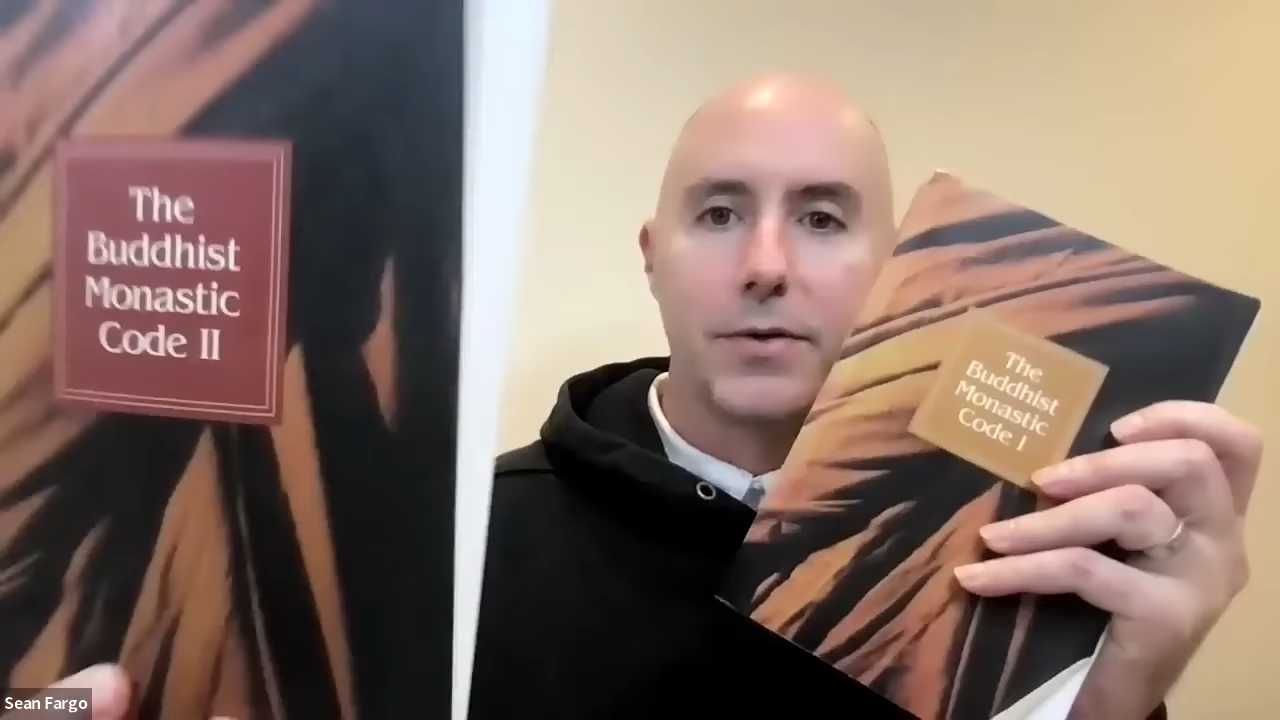 The
Buddhist
Monastic
Code II
The
Buddhist
Monastic
Code I
Sean Fargo